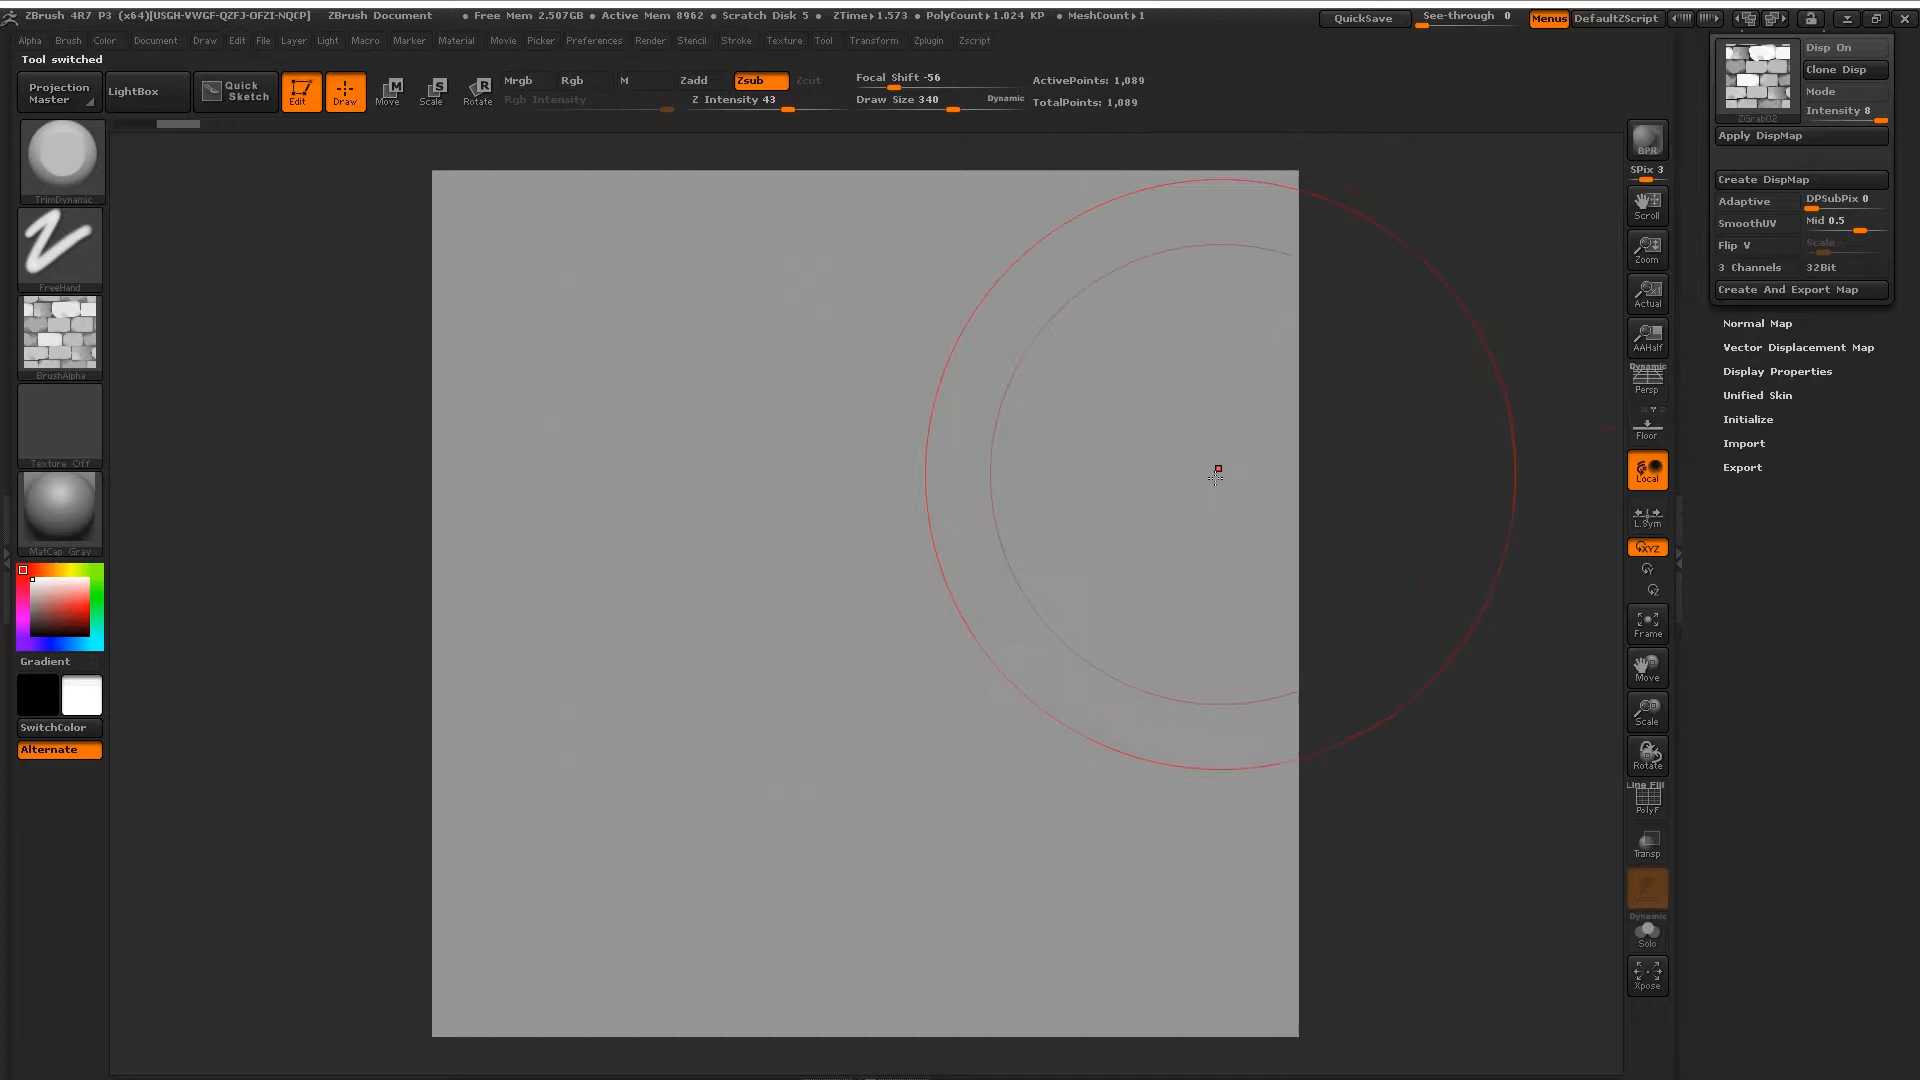 ZBrush 4R7 P3 (x64)[USGH-VWGF-QZFJ-OFZI-NQCP] ZBrush Document • Free Mem 2.507GB • Active Mem 8962 • Scratch Disk 5 • ZTime▸1.573 • PolyCount▸1.024 KP • MeshCount▸1 QuickSave See-through 0 Menus DefaultZScript
Alpha Brush Color Document Draw Edit File Layer Light Macro Marker Material Movie Picker Preferences Render Stencil Stroke Texture Tool Transform Zplugin Zscript
Tool switched
Projection Master
LightBox
Quick Sketch
Edit
Draw
Move
Scale
Rotate
Mrgb Rgb M Zadd Zsub Zcut
Rgb Intensity Z Intensity 43
Focal Shift -56
Draw Size 340 Dynamic
ActivePoints: 1,089
TotalPoints: 1,089
TrimDynamic
FreeHand
BrushAlpha
Texture Off
MatCap Gray
Gradient
SwitchColor
Alternate
BPR
SPix 3
Scroll
Zoom
Actual
AAHalf
Dynamic
Persp
Floor
Local
L.Sym
XYZ
Frame
Move
Scale
Rotate
Line Fill
PolyF
Transp
Dynamic
Solo
Xpose
Disp On
Clone Disp
Mode
Intensity 8
ZGrab02
Apply DispMap
Create DispMap
Adaptive DPSubPix 0
SmoothUV Mid 0.5
Flip V Scale
3 Channels 32Bit
Create And Export Map
Normal Map
Vector Displacement Map
Display Properties
Unified Skin
Initialize
Import
Export